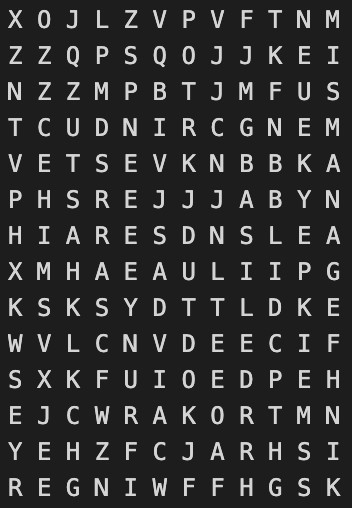 X O J L Z V P V F T N M
Z Z Q P S Q O J J K E I
N Z Z M P B T J M F U S
T C U D N I R C G N E M
V E T S E V K N B B K A
P H S R E J J J A B Y N
H I A R E S D N S L E A
X M H A E A U L I I P G
K S K S Y D T T L D K E
W V L C N V D E E C I F
S X K F U I O E D P E H
E J C W R A K O R T M N
Y E H Z F C J A R H S I
R E G N I W F F H G S K